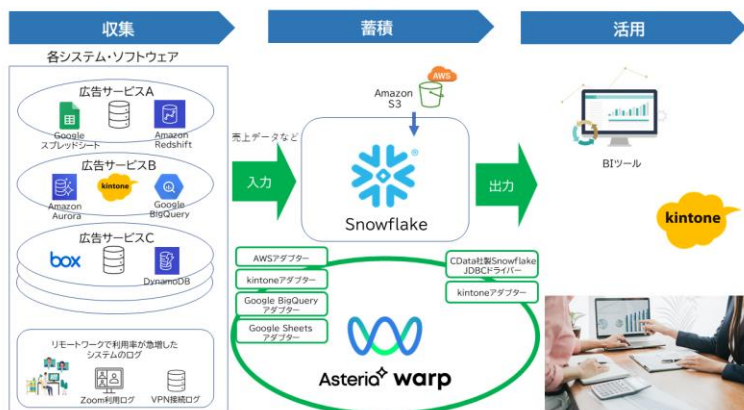 収集
蓄積
活用
各システム・ソフトウェア
広告サービスA
Google
スプレッドシート
Amazon
Redshift
広告サービスB
Amazon
Aurora
kintone
Google
BigQuery
広告サービスC
box
DynamoDB
リモートワークで利用率が急増した
システムのログ
Zoom利用ログ
VPN接続ログ
売上データなど
入力
AWS
Amazon
S3
Snowflake
出力
AWSアダプター
kintoneアダプター
Google BigQuery
アダプター
Google Sheets
アダプター
CData社製Snowflake
JDBCドライバー
kintoneアダプター
Asteria warp
BIツール
kintone